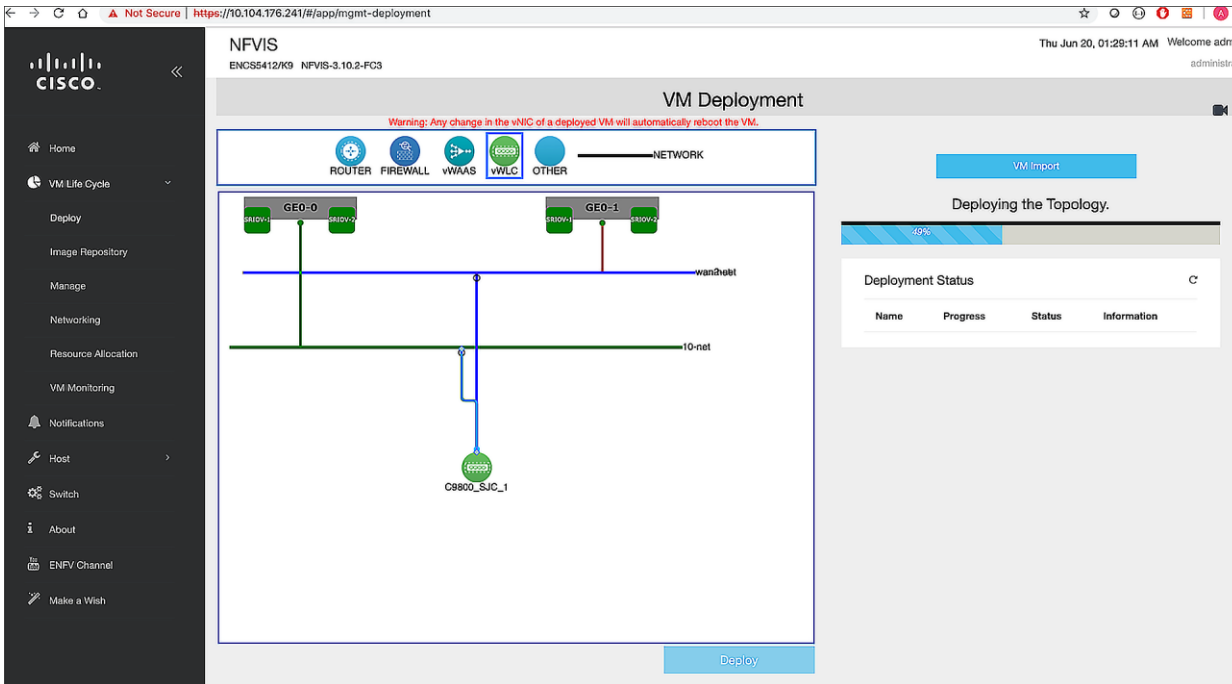 Not Secure | https://10.104.176.241/#/app/mgmt-deployment
CISCO
NFVIS
ENCS5412/K9 NFVIS-3.10.2-FC3
Thu Jun 20, 01:29:11 AM Welcome adm
administra
VM Deployment
Warning: Any change in the vNIC of a deployed VM will automatically reboot the VM.
ROUTER FIREWALL vWAAS vWLC OTHER NETWORK
VM Import
Home
VM Life Cycle
Deploy
Image Repository
Manage
Networking
Resource Allocation
VM Monitoring
Notifications
Host
Switch
About
ENFV Channel
Make a Wish
GE0-0
SRIOV-1 SRIOV-2
GE0-1
SRIOV-1 SRIOV-2
10-net
C9800_SJC_1
Deploy
Deploying the Topology.
49%
Deployment Status
Name Progress Status Information